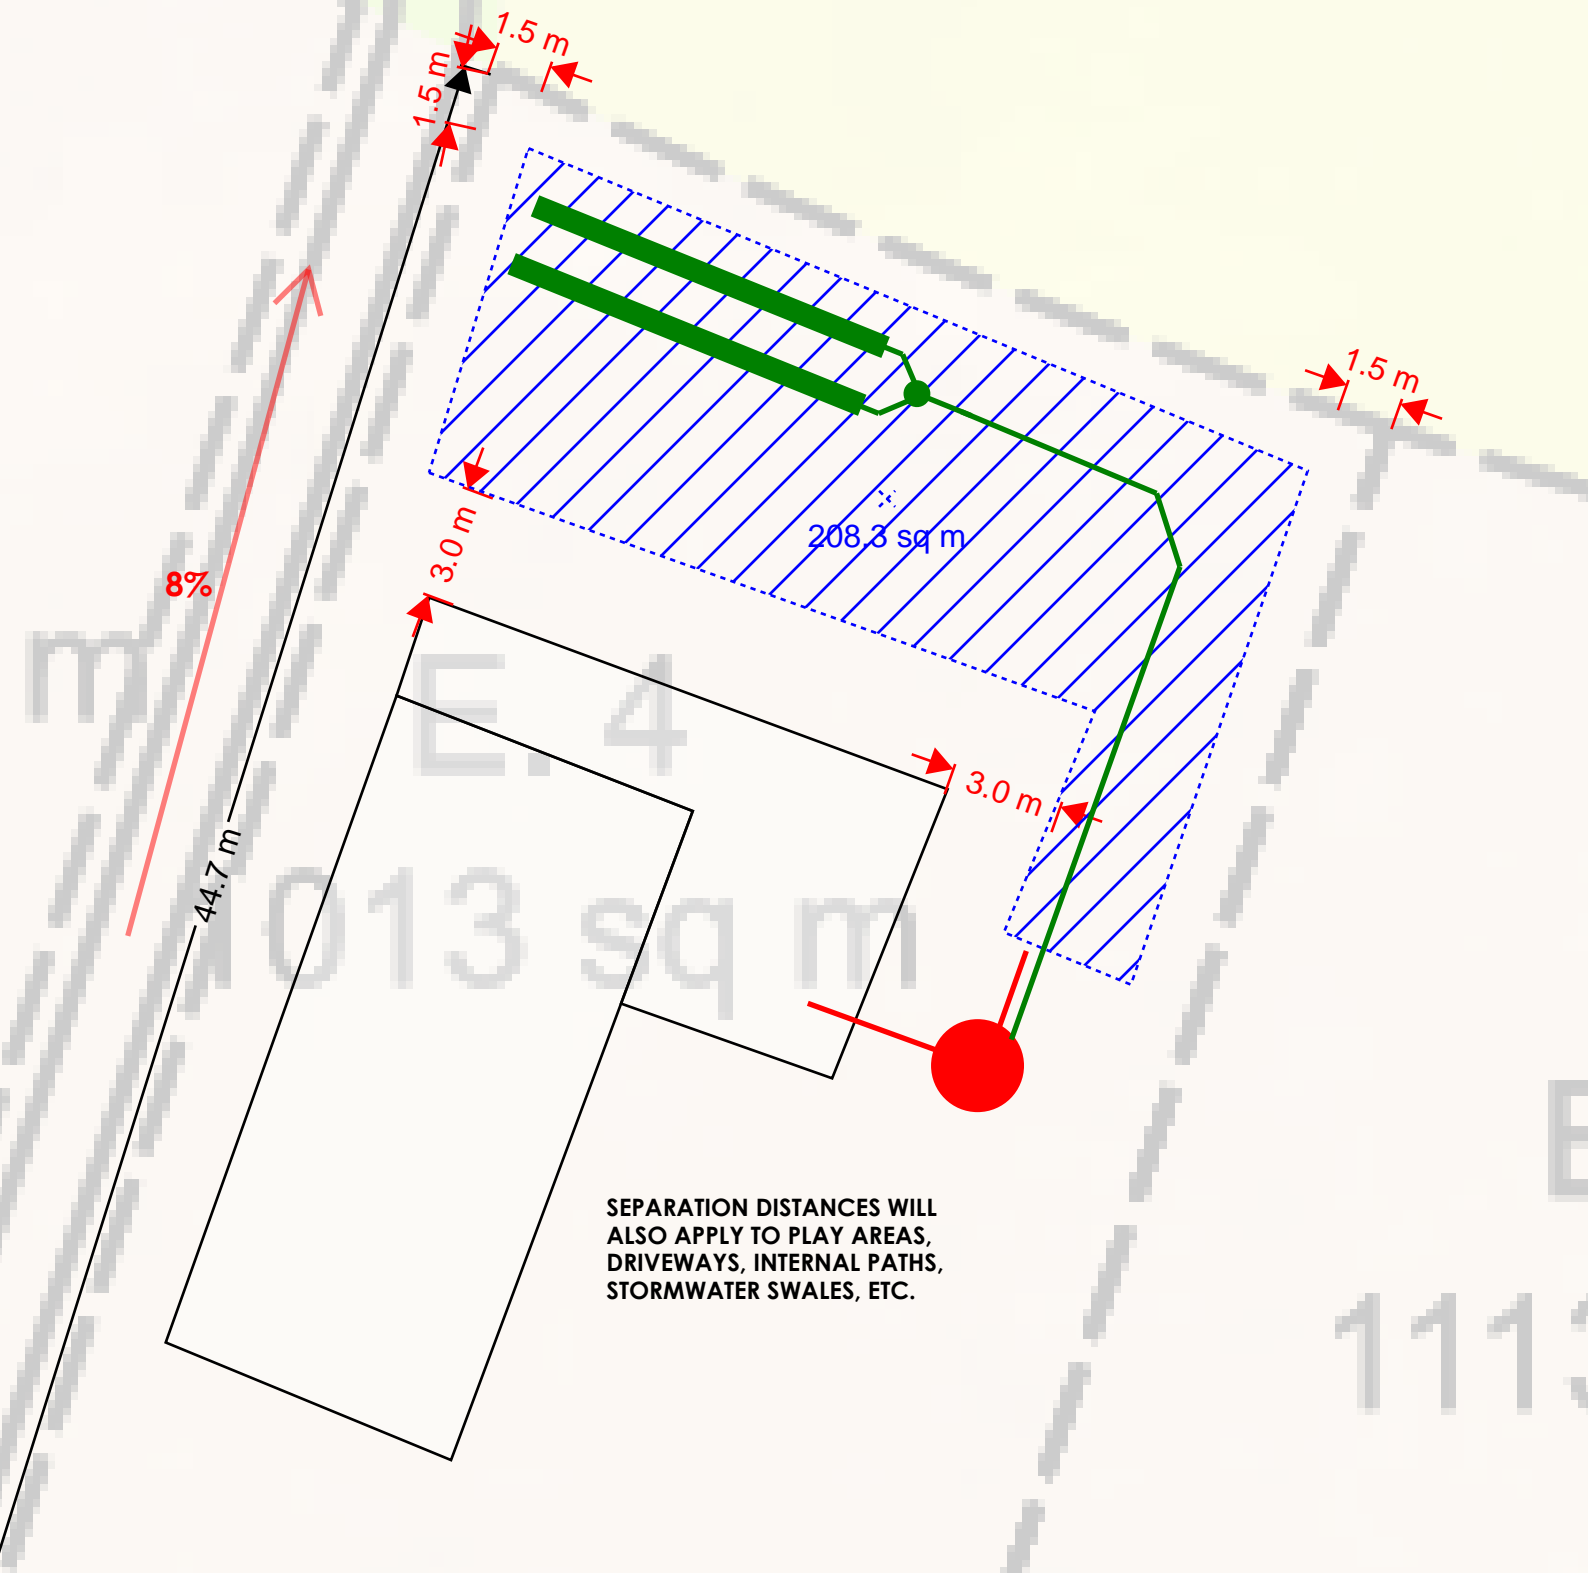 1.5 m
1.5 m
1.5 m
3.0 m
208.3 sq m
8%
m
E. 4
3.0 m
44.7 m
1013 sq m
SEPARATION DISTANCES WILL
ALSO APPLY TO PLAY AREAS,
DRIVEWAYS, INTERNAL PATHS,
STORMWATER SWALES, ETC.
E
111